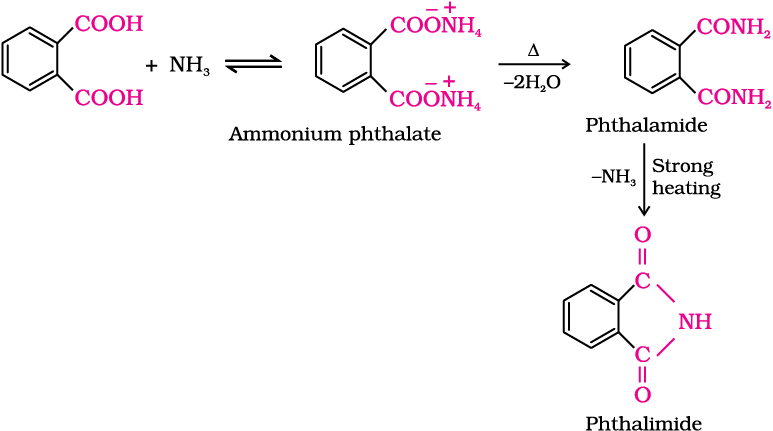 COOH
COOH
+ NH₃
COONH₄
− +
COONH₄
− +
Ammonium phthalate
Δ
–2H₂O
CONH₂
CONH₂
Phthalamide
–NH₃
Strong
heating
O
C
NH
C
O
Phthalimide